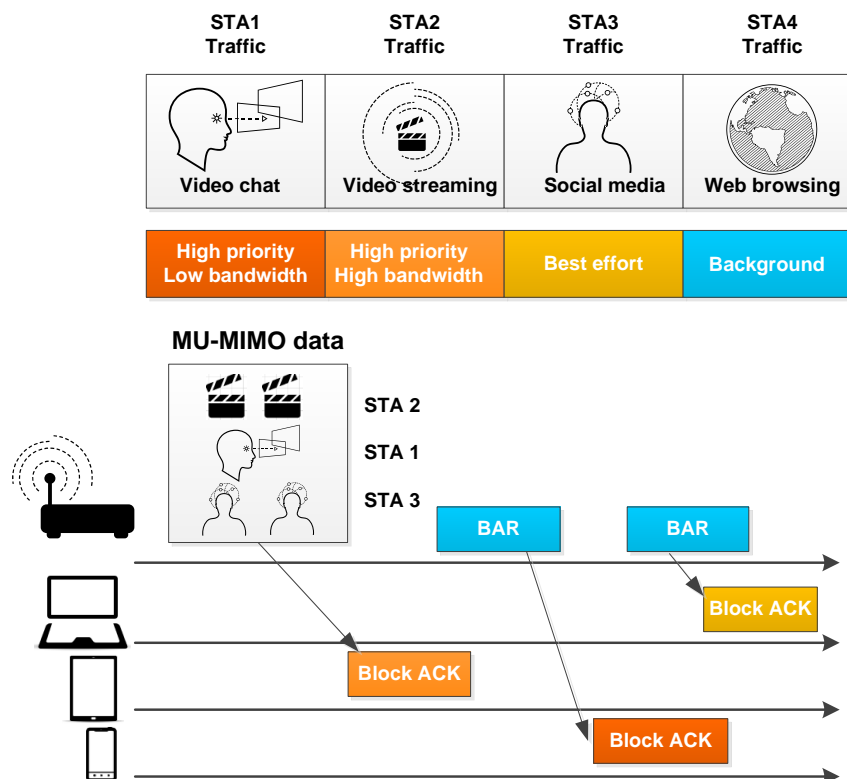 STA1
Traffic
STA2
Traffic
STA3
Traffic
STA4
Traffic
Video chat
Video streaming
Social media
Web browsing
High priority
Low bandwidth
High priority
High bandwidth
Best effort
Background
MU-MIMO data
STA 2
STA 1
STA 3
BAR
BAR
Block ACK
Block ACK
Block ACK